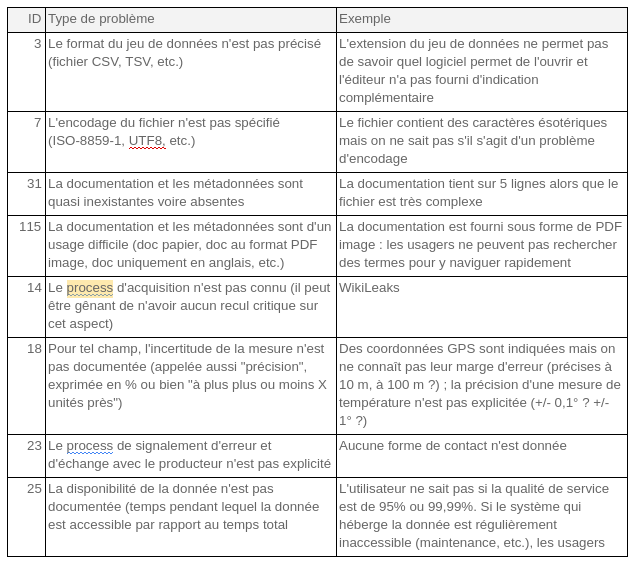 ID Type de problème Exemple
3 Le format du jeu de données n'est pas précisé
(fichier CSV, TSV, etc.)
L'extension du jeu de données ne permet pas
de savoir quel logiciel permet de l'ouvrir et
l'éditeur n'a pas fourni d'indication
complémentaire
7 L'encodage du fichier n'est pas spécifié
(ISO-8859-1, UTF8, etc.)
Le fichier contient des caractères ésotériques
mais on ne sait pas s'il s'agit d'un problème
d'encodage
31 La documentation et les métadonnées sont
quasi inexistantes voire absentes
La documentation tient sur 5 lignes alors que le
fichier est très complexe
115 La documentation et les métadonnées sont d'un
usage difficile (doc papier, doc au format PDF
image, doc uniquement en anglais, etc.)
La documentation est fourni sous forme de PDF
image : les usagers ne peuvent pas rechercher
des termes pour y naviguer rapidement
14 Le process d'acquisition n'est pas connu (il peut
être gênant de n'avoir aucun recul critique sur
cet aspect)
WikiLeaks
18 Pour tel champ, l'incertitude de la mesure n'est
pas documentée (appelée aussi "précision",
exprimée en % ou bien "à plus plus ou moins X
unités près")
Des coordonnées GPS sont indiquées mais on
ne connaît pas leur marge d'erreur (précises à
10 m, à 100 m ?) ; la précision d'une mesure de
température n'est pas explicitée (+/- 0,1° ? +/-
1° ?)
23 Le process de signalement d'erreur et
d'échange avec le producteur n'est pas explicité
Aucune forme de contact n'est donnée
25 La disponibilité de la donnée n'est pas
documentée (temps pendant lequel la donnée
est accessible par rapport au temps total
L'utilisateur ne sait pas si la qualité de service
est de 95% ou 99,99%. Si le système qui
héberge la donnée est régulièrement
inaccessible (maintenance, etc.), les usagers